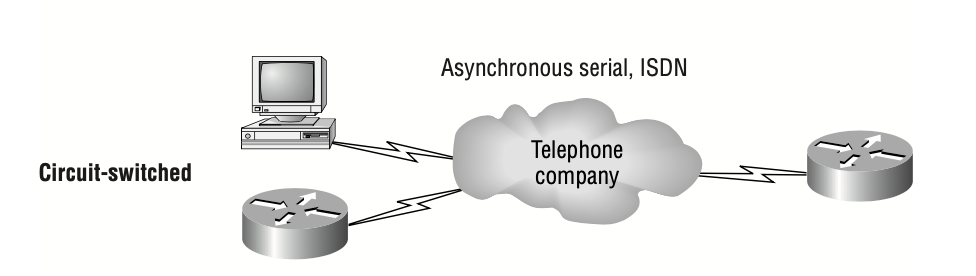 Asynchronous serial, ISDN
Circuit-switched
Telephone
company